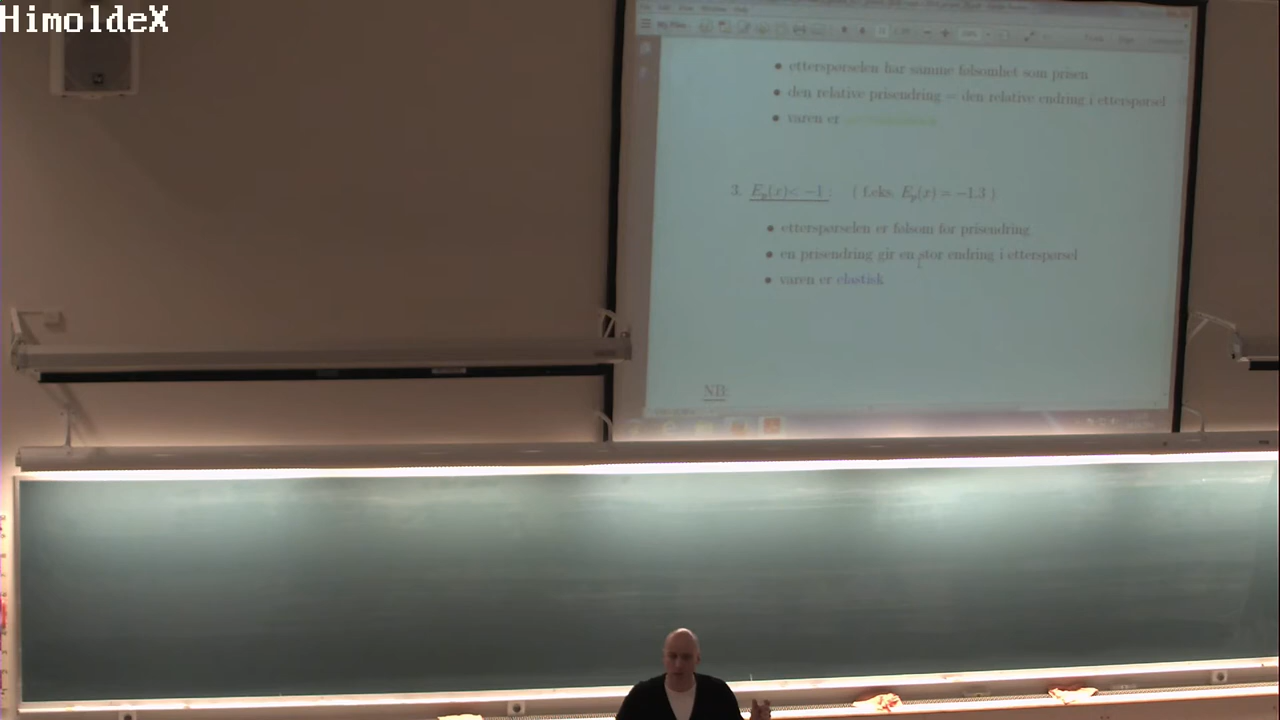 HimoldeX
• etterspørselen har samme følsomhet som prisen
• den relative prisendring = den relative endring i etterspørsel
• varen er
3. Ep(x) < −1 : ( f.eks. Ep(x) = −1.3 )
• etterspørselen er følsom for prisendring
• en prisendring gir en stor endring i etterspørsel
• varen er elastisk
NB: